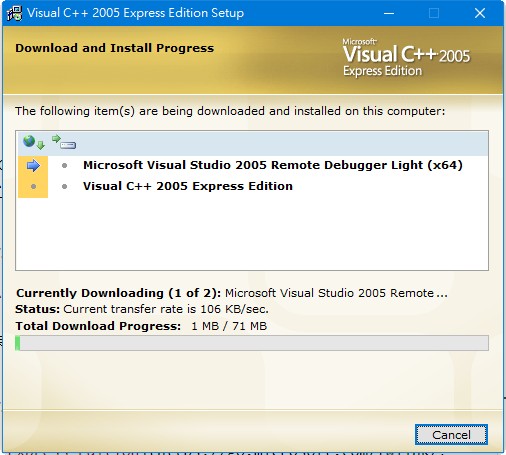 Visual C++ 2005 Express Edition Setup
Download and Install Progress
Microsoft
Visual C++ 2005
Express Edition
The following item(s) are being downloaded and installed on this computer:
Microsoft Visual Studio 2005 Remote Debugger Light (x64)
Visual C++ 2005 Express Edition
Currently Downloading (1 of 2): Microsoft Visual Studio 2005 Remote ...
Status: Current transfer rate is 106 KB/sec.
Total Download Progress: 1 MB / 71 MB
Cancel